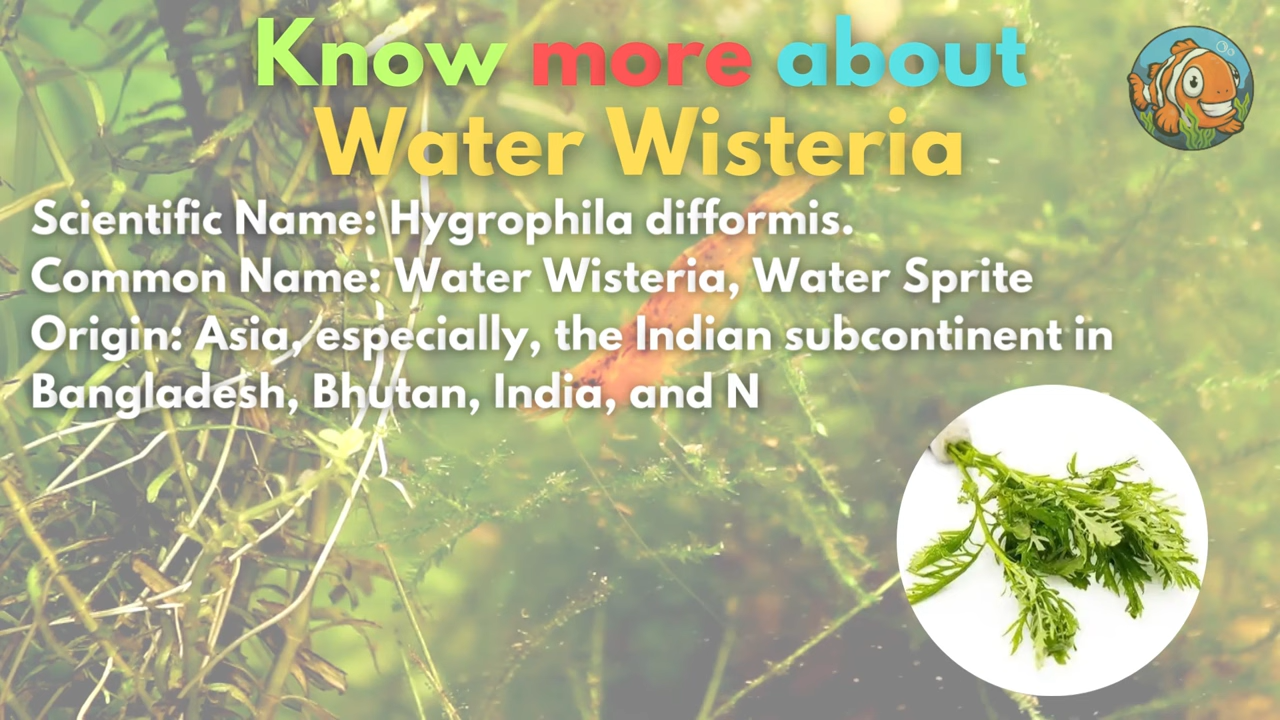 Know more about
Water Wisteria
Scientific Name: Hygrophila difformis.
Common Name: Water Wisteria, Water Sprite
Origin: Asia, especially, the Indian subcontinent in
Bangladesh, Bhutan, India, and N